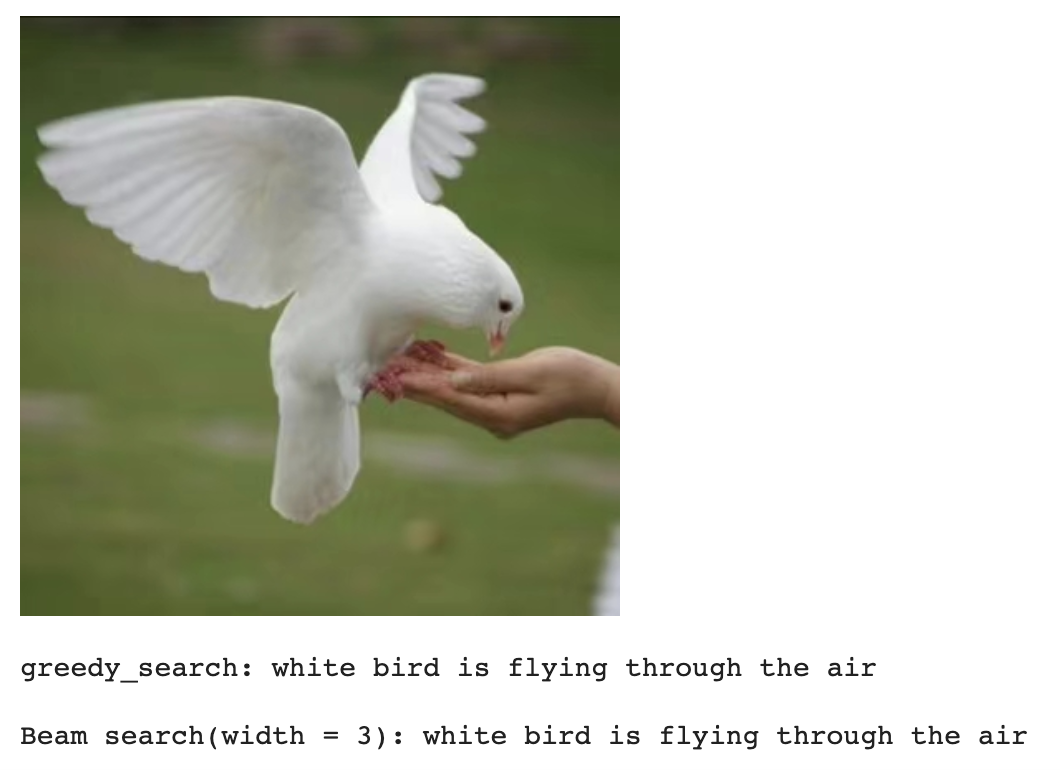 greedy_search: white bird is flying through the air
Beam search(width = 3): white bird is flying through the air